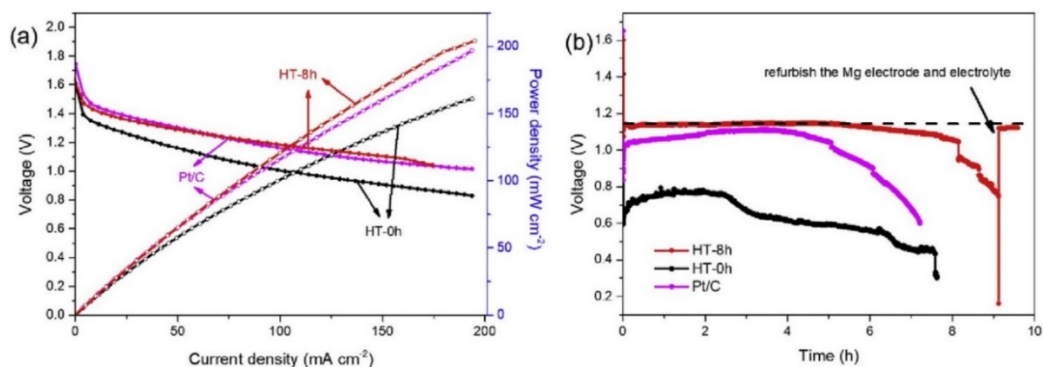 (a)
2.0
1.8
1.6
1.4
1.2
1.0
0.8
0.6
0.4
0.2
0.0
Voltage (V)
0
50
100
150
200
Current density (mA cm⁻²)
200
150
100
50
0
Power density (mW cm⁻²)
HT-8h
Pt/C
HT-0h
(b)
1.6
1.4
1.2
1.0
0.8
0.6
0.4
0.2
Voltage (V)
0
2
4
6
8
10
Time (h)
refurbish the Mg electrode and electrolyte
HT-8h
HT-0h
Pt/C